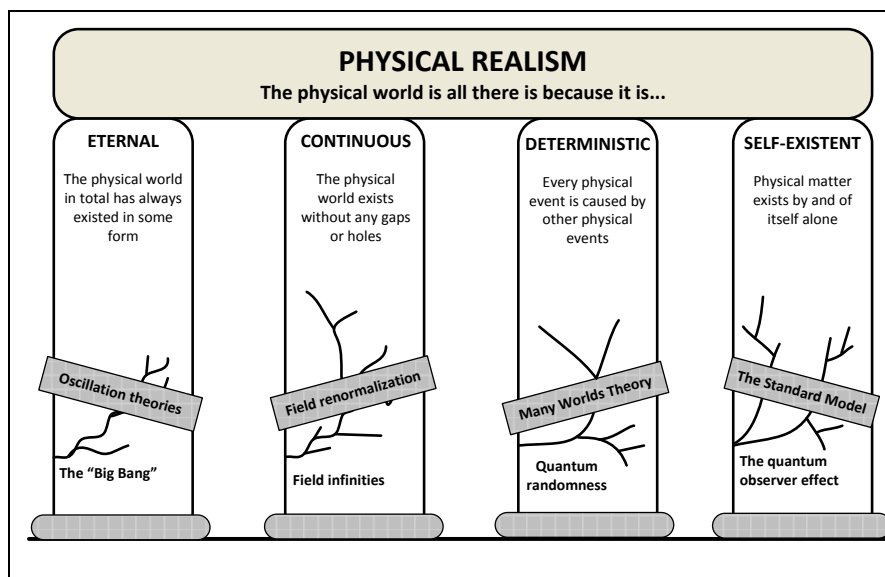 PHYSICAL REALISM
The physical world is all there is because it is...
ETERNAL
The physical world
in total has always
existed in some
form
Oscillation theories
The “Big Bang”
CONTINUOUS
The physical
world exists
without any gaps
or holes
Field renormalization
Field infinities
DETERMINISTIC
Every physical
event is caused by
other physical
events
Many Worlds Theory
Quantum
randomness
SELF-EXISTENT
Physical matter
exists by and of
itself alone
The Standard Model
The quantum
observer effect